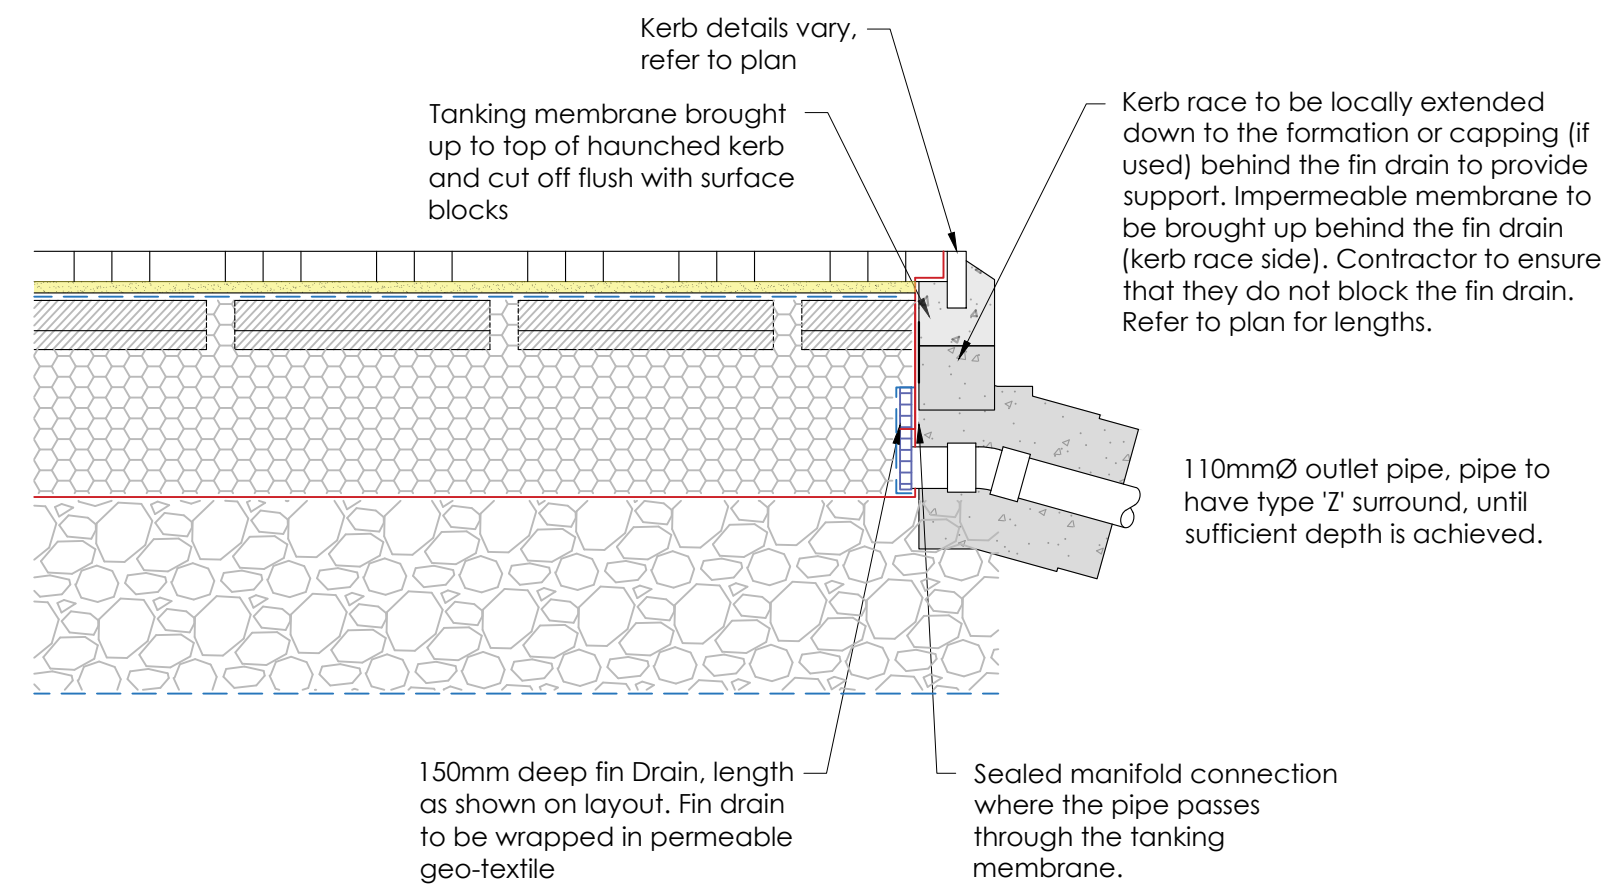 Kerb details vary,
refer to plan
Tanking membrane brought
up to top of haunched kerb
and cut off flush with surface
blocks
Kerb race to be locally extended
down to the formation or capping (if
used) behind the fin drain to provide
support. Impermeable membrane to
be brought up behind the fin drain
(kerb race side). Contractor to ensure
that they do not block the fin drain.
Refer to plan for lengths.
110mmØ outlet pipe, pipe to
have type 'Z' surround, until
sufficient depth is achieved.
150mm deep fin Drain, length
as shown on layout. Fin drain
to be wrapped in permeable
geo-textile
Sealed manifold connection
where the pipe passes
through the tanking
membrane.